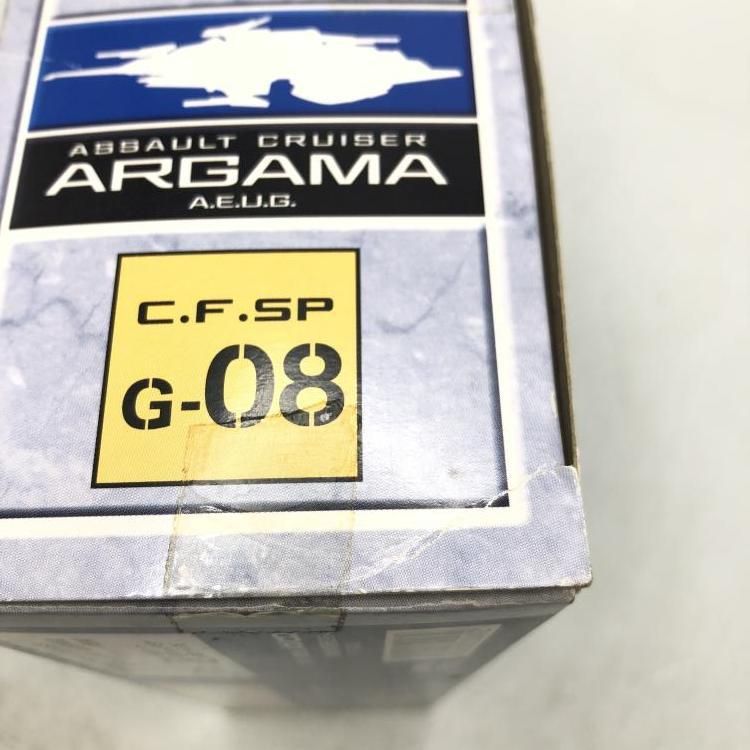 ASSAULT CRUISER
ARGAMA
A.E.U.G.
C.F.SP
G-08